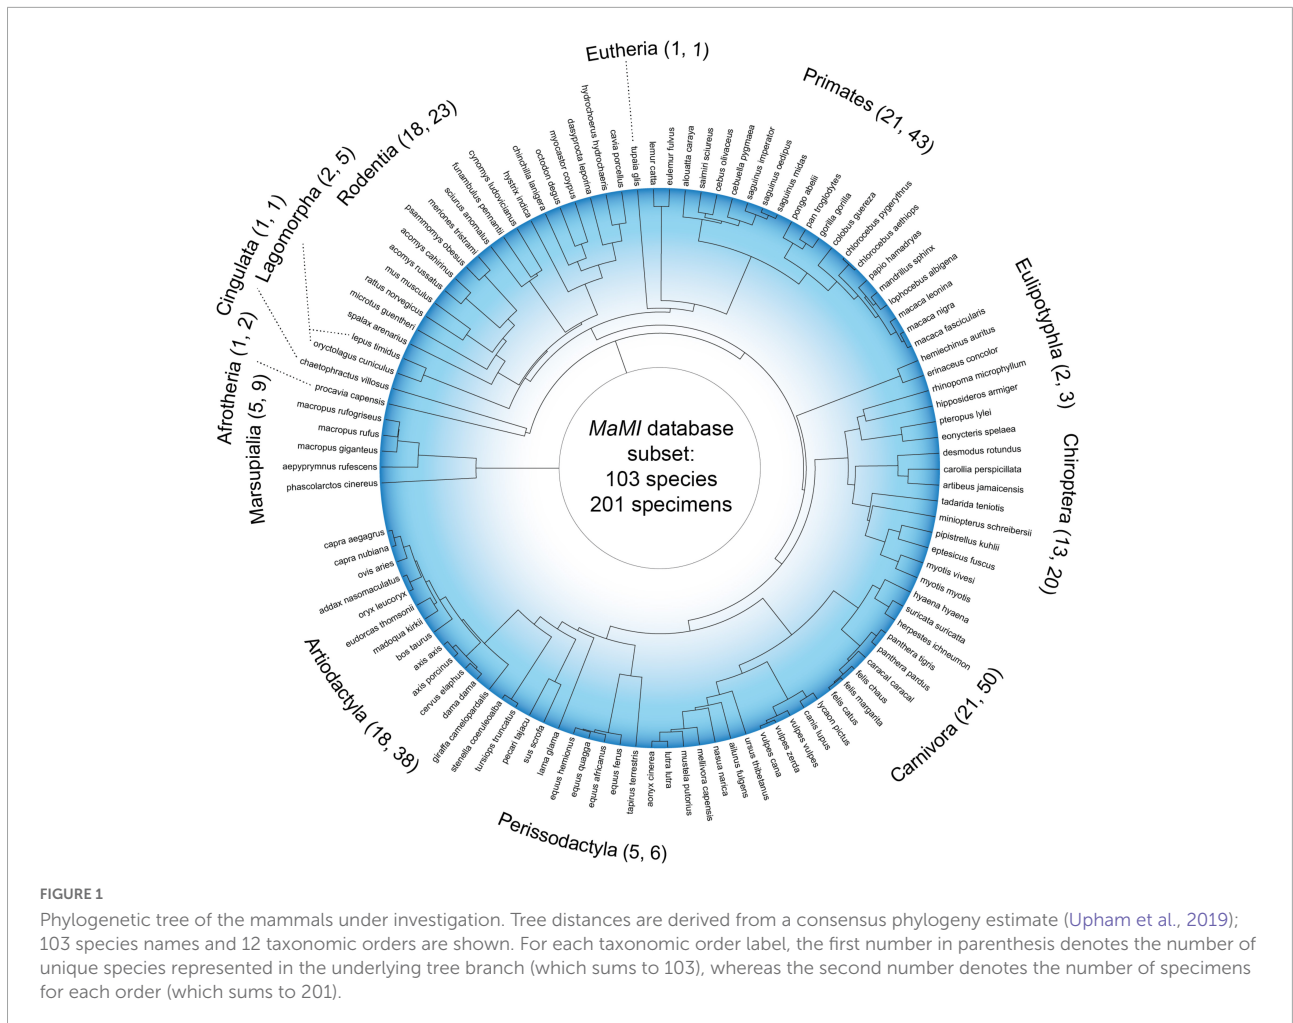 Eutheria (1, 1)
Primates (21, 43)
Eulipotyphla (2, 3)
Chiroptera (13, 20)
Carnivora (21, 50)
Perissodactyla (5, 6)
Artiodactyla (18, 38)
Marsupialia (5, 9)
Afrotheria (1, 2)
Cingulata (1, 1)
Lagomorpha (2, 5)
Rodentia (18, 23)
tupaia glis
lemur catta
eulemur fulvus
alouatta caraya
saimiri sciureus
cebus olivaceus
cebuella pygmaea
saguinus imperator
saguinus oedipus
saguinus midas
pongo abelii
pan troglodytes
gorilla gorilla
colobus guereza
chlorocebus pygerythrus
chlorocebus aethiops
papio hamadryas
mandrillus sphinx
lophocebus albigena
macaca leonina
macaca nigra
macaca fascicularis
hemiechinus auritus
erinaceus concolor
rhinopoma microphyllum
hipposideros armiger
pteropus lylei
eonycteris spelaea
desmodus rotundus
carollia perspicillata
artibeus jamaicensis
tadarida teniotis
miniopterus schreibersii
pipistrellus kuhlii
eptesicus fuscus
myotis vivesi
myotis myotis
hyaena hyaena
suricata suricatta
herpestes ichneumon
panthera tigris
panthera pardus
caracal caracal
felis chaus
felis margarita
felis catus
lycaon pictus
canis lupus
vulpes vulpes
vulpes zerda
vulpes cana
ursus thibetanus
ailurus fulgens
nasua narica
mellivora capensis
mustela putorius
lutra lutra
aonyx cinerea
tapirus terrestris
equus ferus
equus africanus
equus quagga
equus hemionus
lama glama
sus scrofa
pecari tajacu
tursiops truncatus
stenella coeruleoalba
giraffa camelopardalis
dama dama
cervus elaphus
axis porcinus
axis axis
bos taurus
madoqua kirkii
eudorcas thomsonii
oryx leucoryx
addax nasomaculatus
ovis aries
capra nubiana
capra aegagrus
phascolarctos cinereus
aepyprymnus rufescens
macropus giganteus
macropus rufus
macropus rufogriseus
procavia capensis
chaetophractus villosus
oryctolagus cuniculus
lepus timidus
spalax arenarius
microtus guentheri
rattus norvegicus
mus musculus
acomys russatus
acomys cahirinus
psammomys obesus
meriones tristrami
sciurus anomalus
funambulus pennantii
cynomys ludovicianus
hystrix indica
chinchilla lanigera
octodon degus
myocastor coypus
dasyprocta leporina
hydrochoerus hydrochaeris
cavia porcellus
MaMI database
subset:
103 species
201 specimens
FIGURE 1
Phylogenetic tree of the mammals under investigation. Tree distances are derived from a consensus phylogeny estimate (Upham et al., 2019);
103 species names and 12 taxonomic orders are shown. For each taxonomic order label, the first number in parenthesis denotes the number of
unique species represented in the underlying tree branch (which sums to 103), whereas the second number denotes the number of specimens
for each order (which sums to 201).